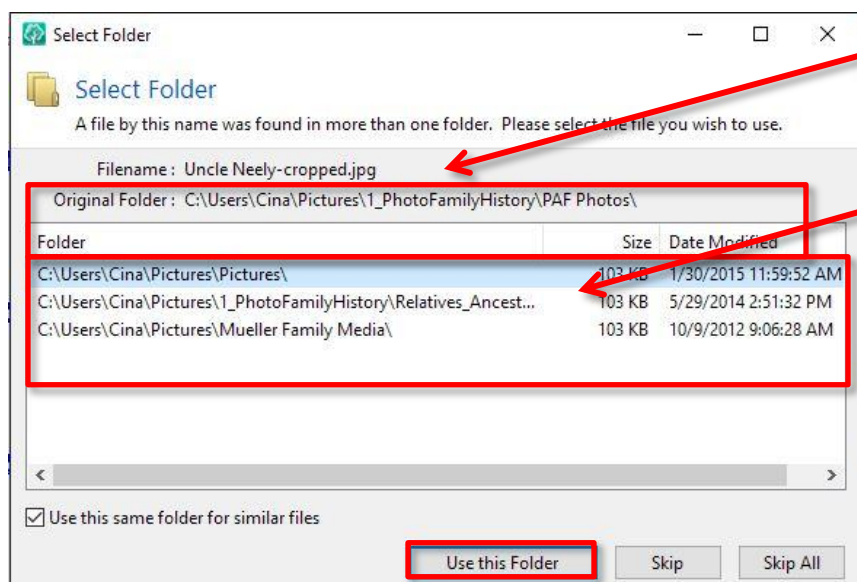 Select Folder
Select Folder
A file by this name was found in more than one folder. Please select the file you wish to use.
Filename : Uncle Neely-cropped.jpg
Original Folder : C:\Users\Cina\Pictures\1_PhotoFamilyHistory\PAF Photos\
Folder Size Date Modified
C:\Users\Cina\Pictures\Pictures\ 103 KB 1/30/2015 11:59:52 AM
C:\Users\Cina\Pictures\1_PhotoFamilyHistory\Relatives_Ancest... 103 KB 5/29/2014 2:51:32 PM
C:\Users\Cina\Pictures\Mueller Family Media\ 103 KB 10/9/2012 9:06:28 AM
Use this same folder for similar files
Use this Folder Skip Skip All